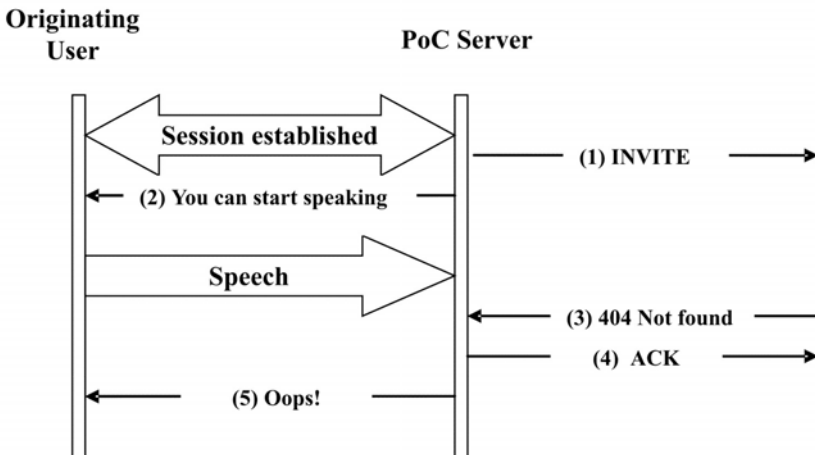 Originating
User
PoC Server
Session established
(1) INVITE
(2) You can start speaking
Speech
(3) 404 Not found
(4) ACK
(5) Oops!